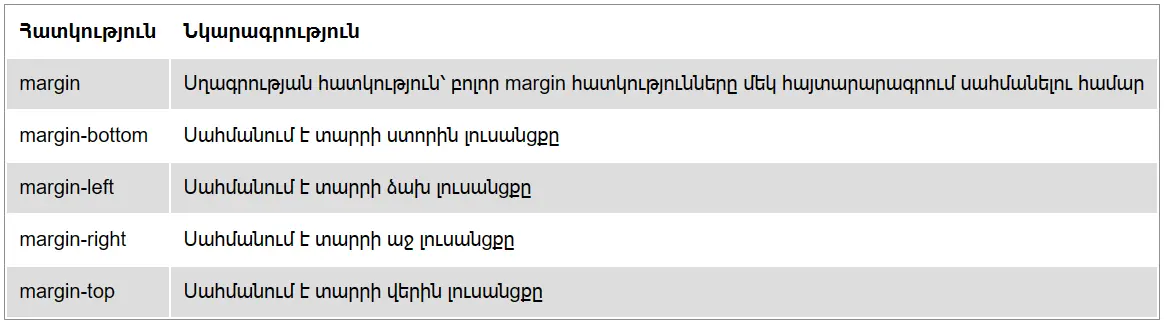 Հատկություն Նկարագրություն
margin Սղագրության հատկություն՝ բոլոր margin հատկությունները մեկ հայտարարագրում սահմանելու համար
margin-bottom Սահմանում է տարրի ստորին լուսանցքը
margin-left Սահմանում է տարրի ձախ լուսանցքը
margin-right Սահմանում է տարրի աջ լուսանցքը
margin-top Սահմանում է տարրի վերին լուսանցքը